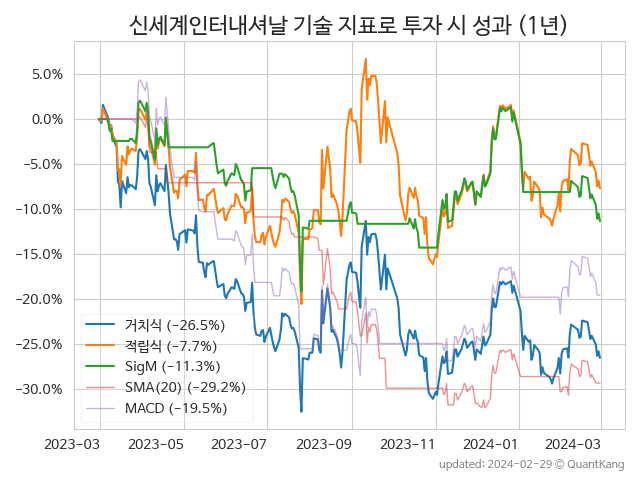 신세계인터내셔날 기술 지표로 투자 시 성과 (1년)
5.0%
0.0%
−5.0%
−10.0%
−15.0%
−20.0%
−25.0%
−30.0%
거치식 (−26.5%)
적립식 (−7.7%)
SigM (−11.3%)
SMA(20) (−29.2%)
MACD (−19.5%)
2023−03 2023−05 2023−07 2023−09 2023−11 2024−01 2024−03
updated: 2024−02−29 © QuantKang